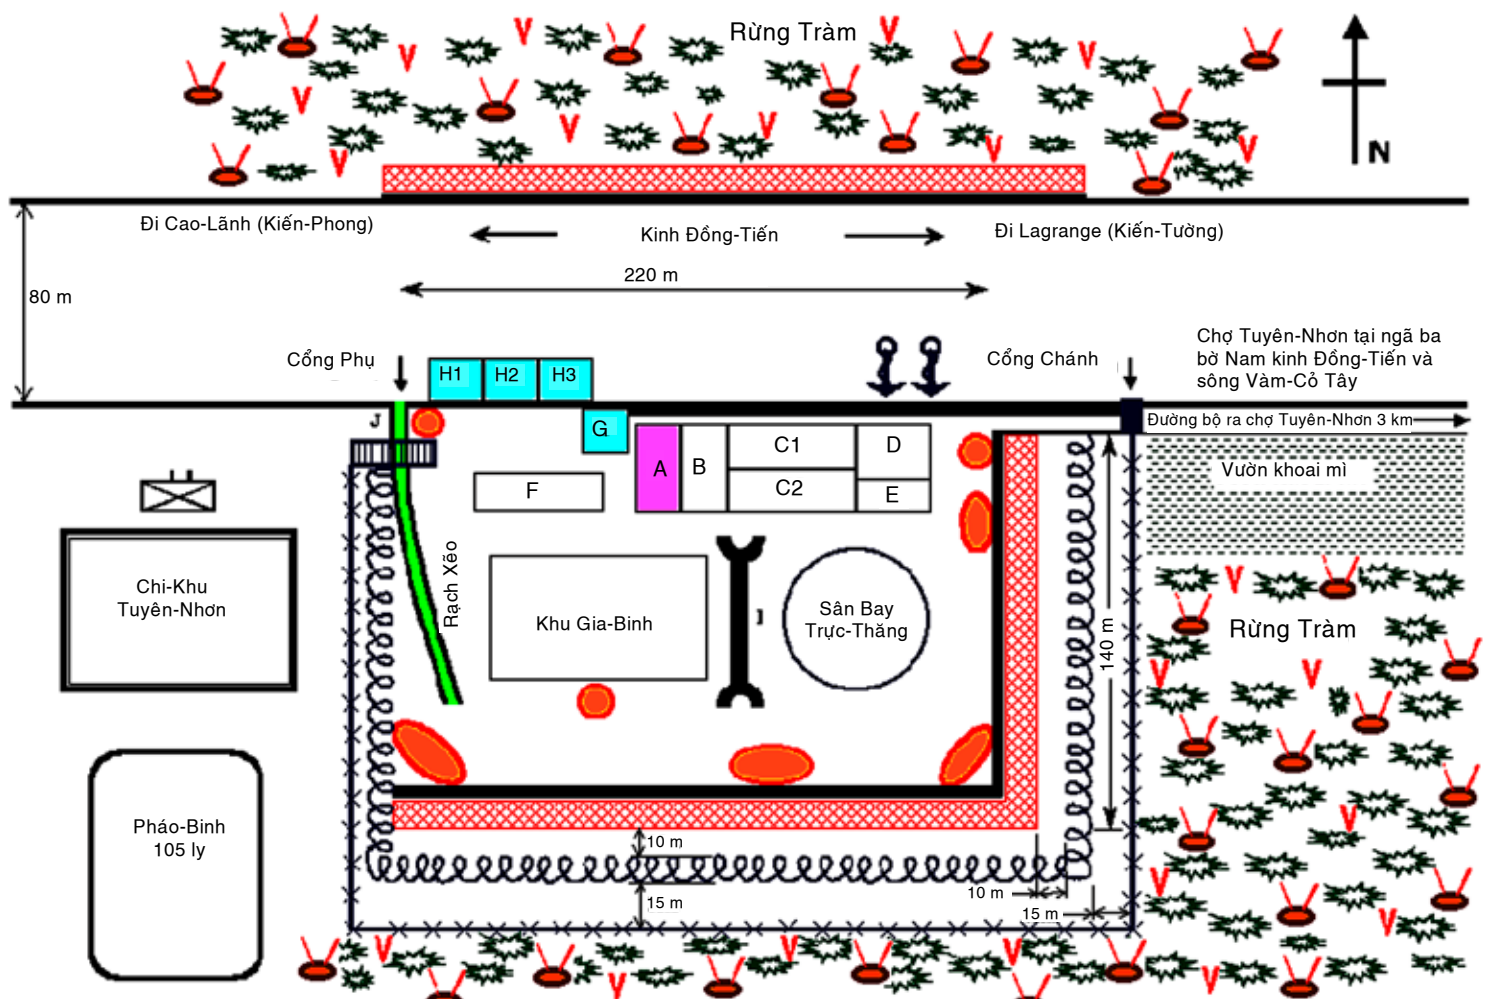 Rừng Tràm
N
Đi Cao-Lãnh (Kiến-Phong)
Kinh Đồng-Tiến
Đi Lagrange (Kiến-Tường)
220 m
80 m
Cổng Phụ
H1
H2
H3
Cổng Chánh
Chợ Tuyên-Nhơn tại ngã ba
bờ Nam kinh Đồng-Tiến và
sông Vàm-Cỏ Tây
J
G
Đường bộ ra chợ Tuyên-Nhơn 3 km
A
B
C1
C2
D
E
F
Vườn khoai mì
Rạch Xẽo
Chi-Khu
Tuyên-Nhơn
Khu Gia-Binh
I
Sân Bay
Trực-Thăng
140 m
Rừng Tràm
Pháo-Binh
105 ly
10 m
15 m
10 m
15 m